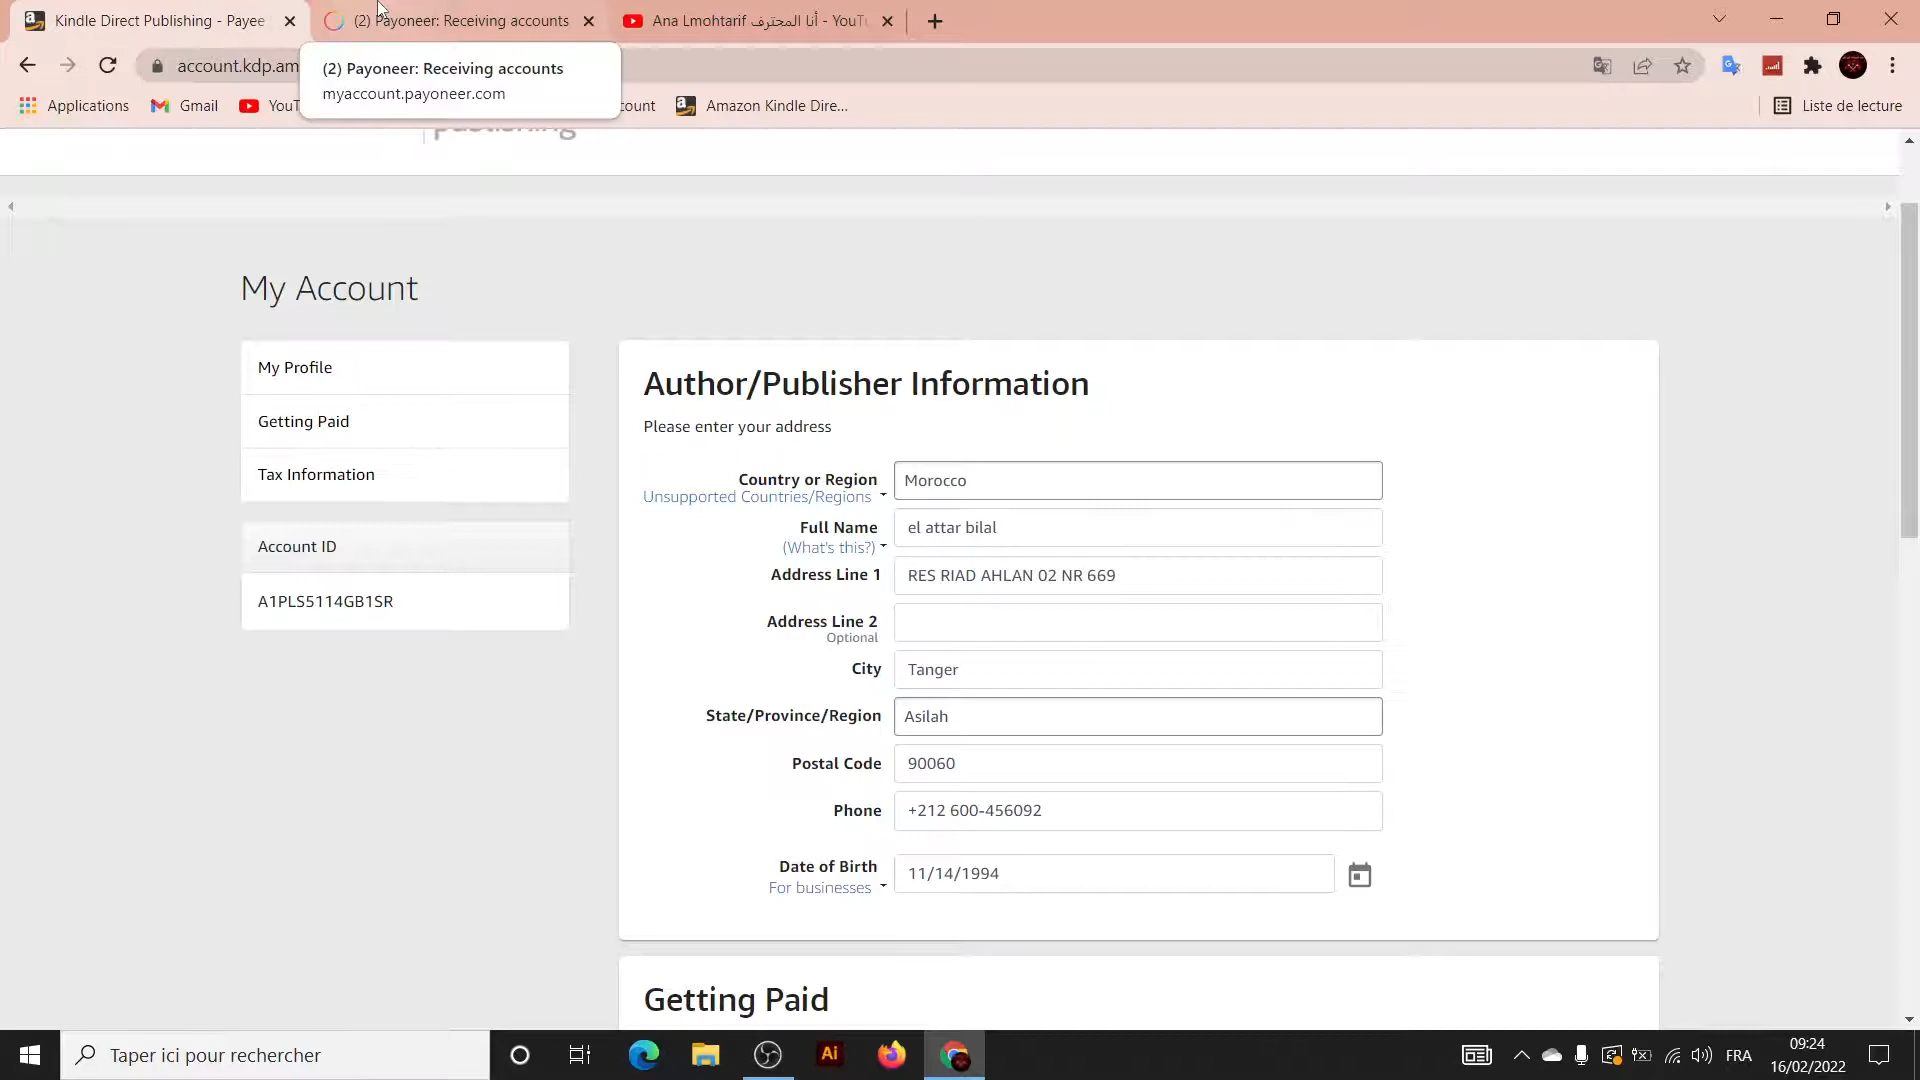 Kindle Direct Publishing - Payee
(2) Payoneer: Receiving accounts
Ana Lmohtarif أنا المحترف - YouTu
account.kdp.am
(2) Payoneer: Receiving accounts
myaccount.payoneer.com
Applications
Gmail
YouT
count
Amazon Kindle Dire...
Liste de lecture
publishing
My Account
My Profile
Getting Paid
Tax Information
Account ID
A1PLS5114GB1SR
Author/Publisher Information
Please enter your address
Country or Region
Morocco
Unsupported Countries/Regions
Full Name
el attar bilal
(What's this?)
Address Line 1
RES RIAD AHLAN 02 NR 669
Address Line 2
Optional
City
Tanger
State/Province/Region
Asilah
Postal Code
90060
Phone
+212 600-456092
Date of Birth
11/14/1994
For businesses
Getting Paid
Taper ici pour rechercher
Ai
FRA
09:24
16/02/2022